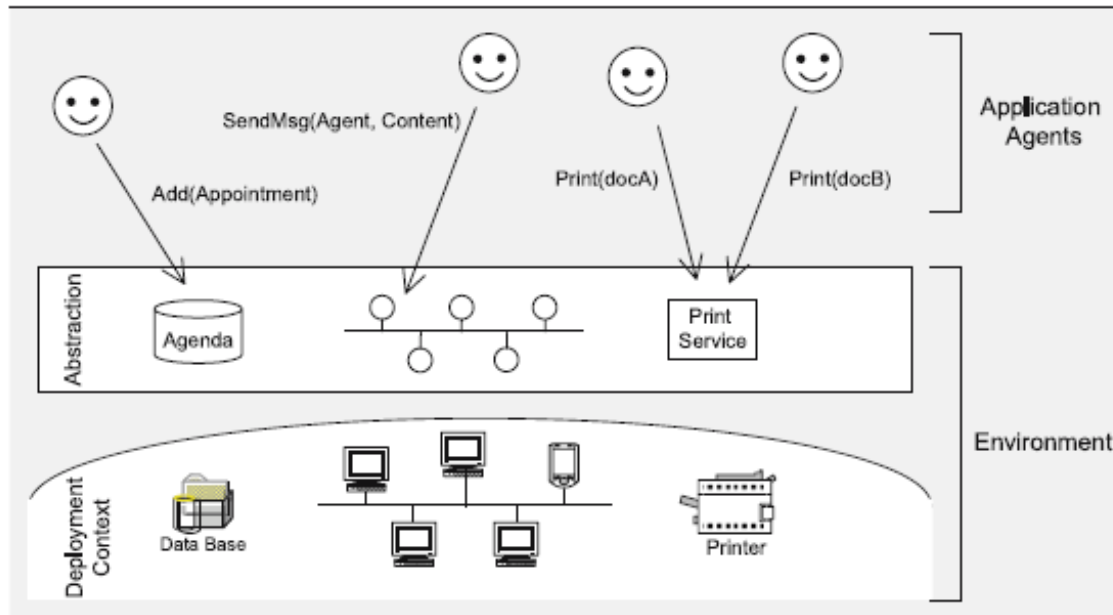 SendMsg(Agent, Content)
Add(Appointment)
Print(docA)
Print(docB)
Application
Agents
Abstraction
Agenda
Print
Service
Environment
Deployment
Context
Data Base
Printer